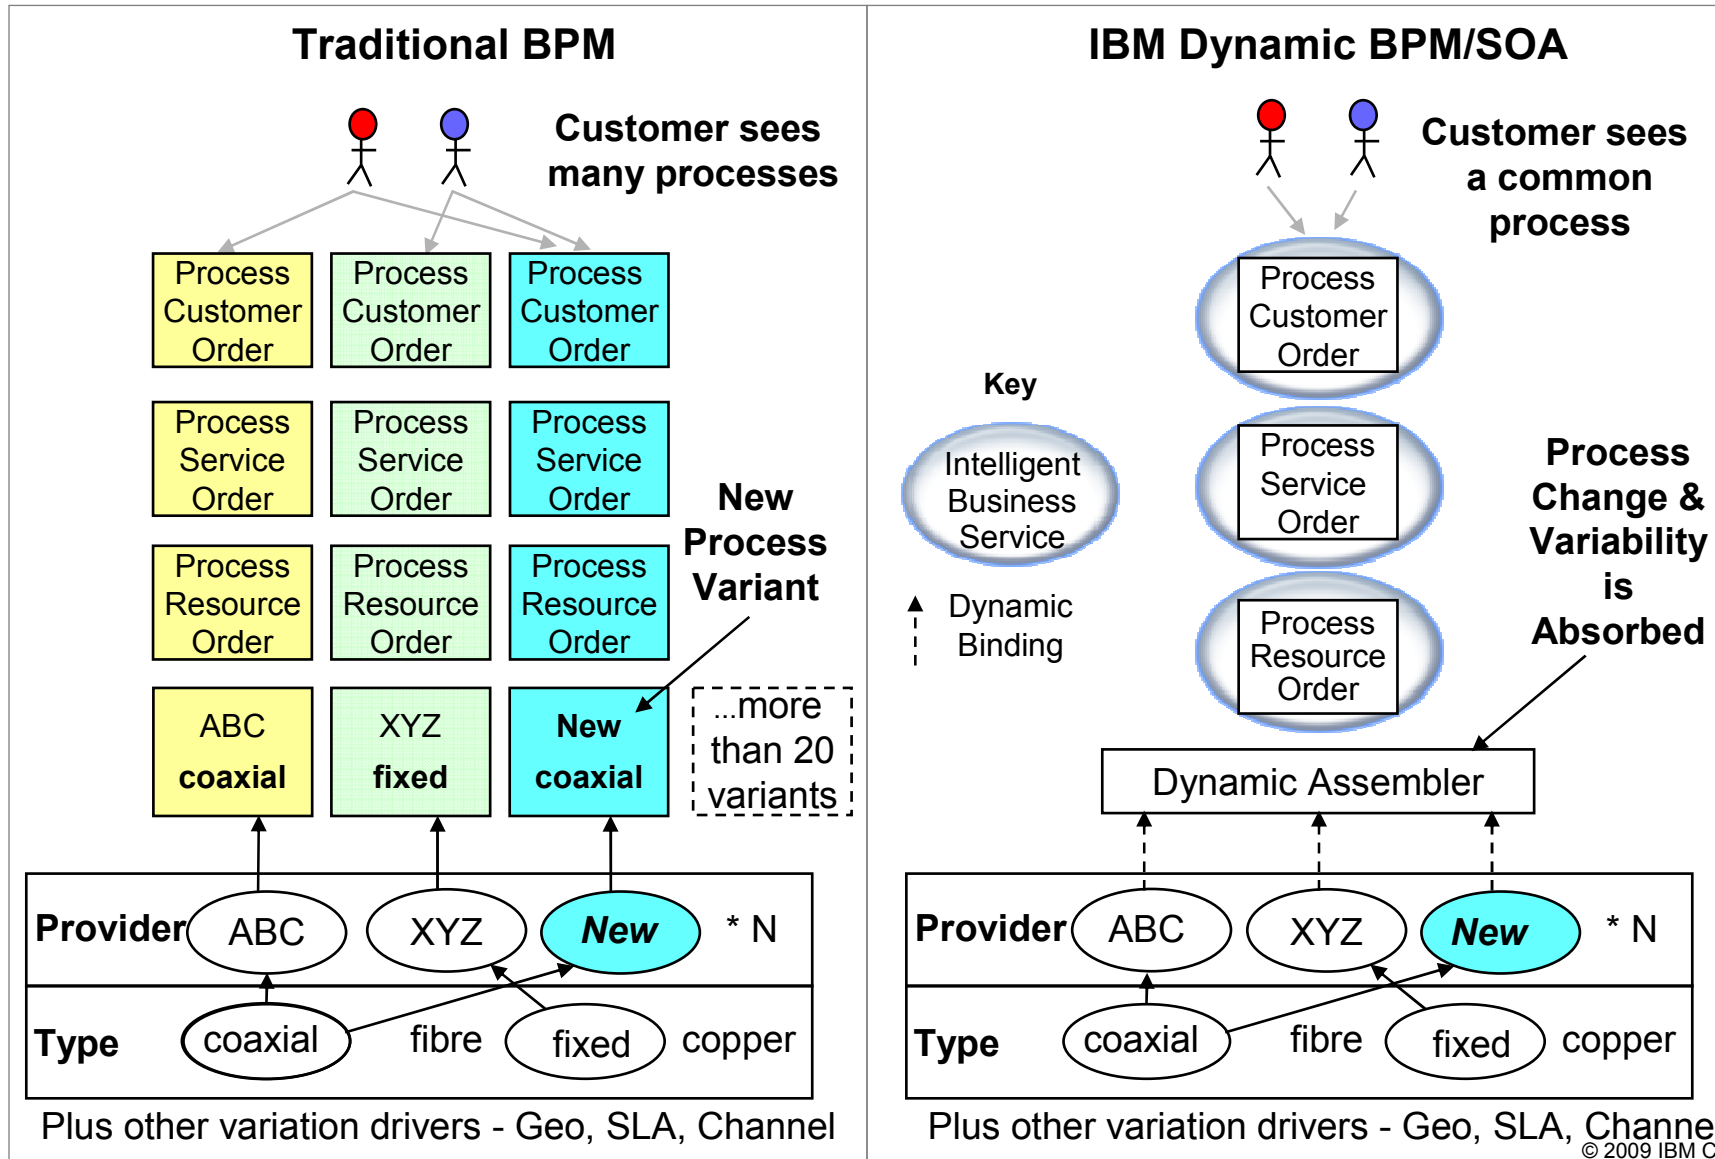 Traditional BPM
Customer sees
many processes
Process
Customer
Order
Process
Customer
Order
Process
Customer
Order
Process
Service
Order
Process
Service
Order
Process
Service
Order
New
Process
Variant
Process
Resource
Order
Process
Resource
Order
Process
Resource
Order
ABC
coaxial
XYZ
fixed
New
coaxial
...more
than 20
variants
Provider
ABC
XYZ
New
* N
Type
coaxial
fibre
fixed
copper
Plus other variation drivers - Geo, SLA, Channel
IBM Dynamic BPM/SOA
Customer sees
a common
process
Process
Customer
Order
Key
Intelligent
Business
Service
Dynamic
Binding
Process
Service
Order
Process
Change &
Variability
is
Absorbed
Process
Resource
Order
Dynamic Assembler
Provider
ABC
XYZ
New
* N
Type
coaxial
fibre
fixed
copper
Plus other variation drivers - Geo, SLA, Channe
© 2009 IBM C